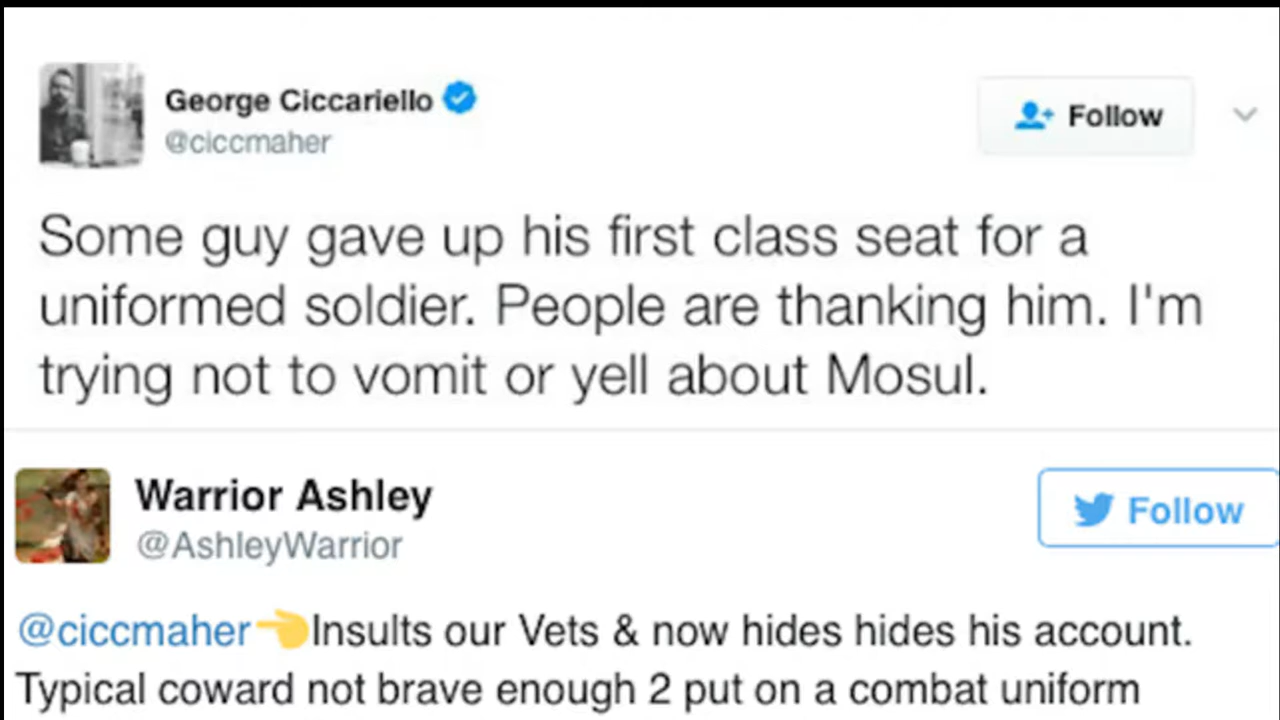 George Ciccariello
@ciccmaher
Follow
Some guy gave up his first class seat for a
uniformed soldier. People are thanking him. I'm
trying not to vomit or yell about Mosul.
Warrior Ashley
@AshleyWarrior
Follow
@ciccmaher👈Insults our Vets & now hides hides his account.
Typical coward not brave enough 2 put on a combat uniform